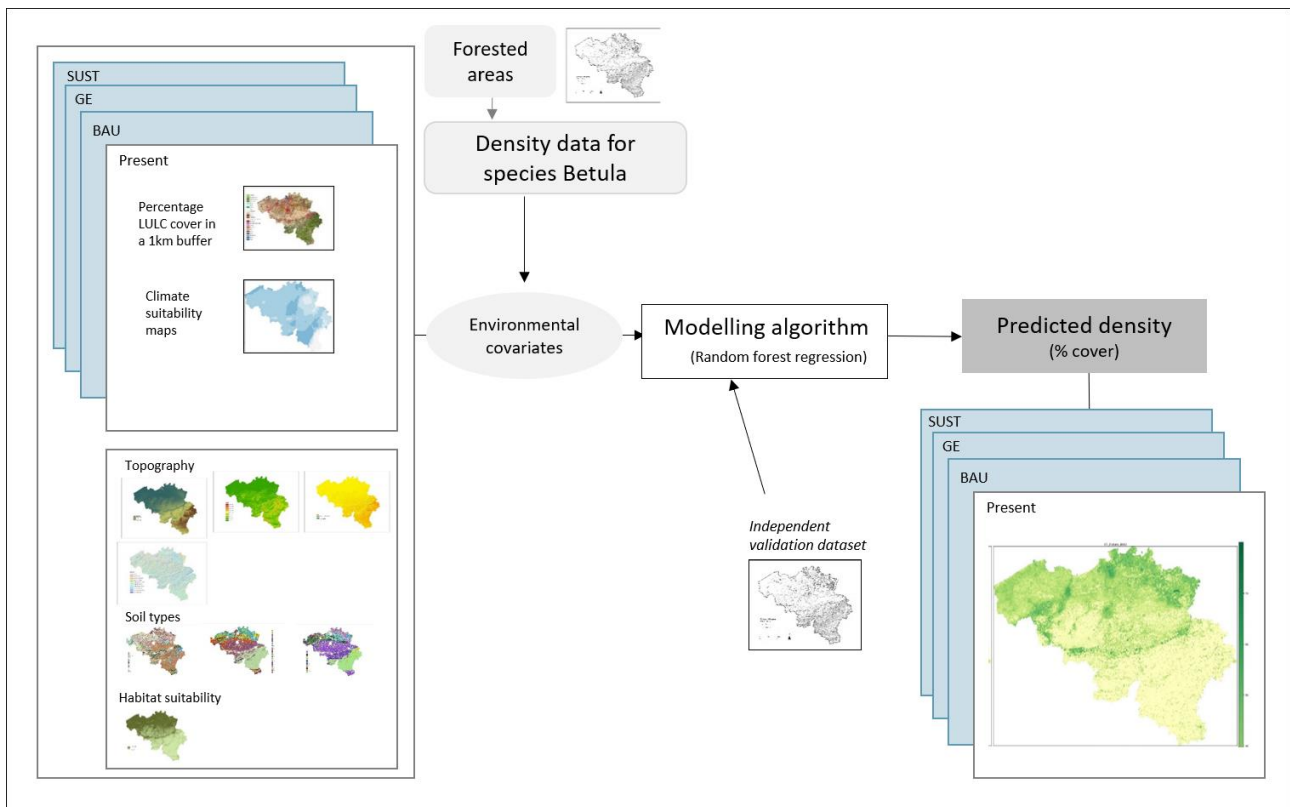 SUST
GE
BAU
Present
Percentage
LULC cover in
a 1km buffer
Climate
suitability
maps
Topography
Soil types
Habitat suitability
Forested
areas
Density data for
species Betula
Environmental
covariates
Modelling algorithm
(Random forest regression)
Independent
validation dataset
Predicted density
(% cover)
SUST
GE
BAU
Present